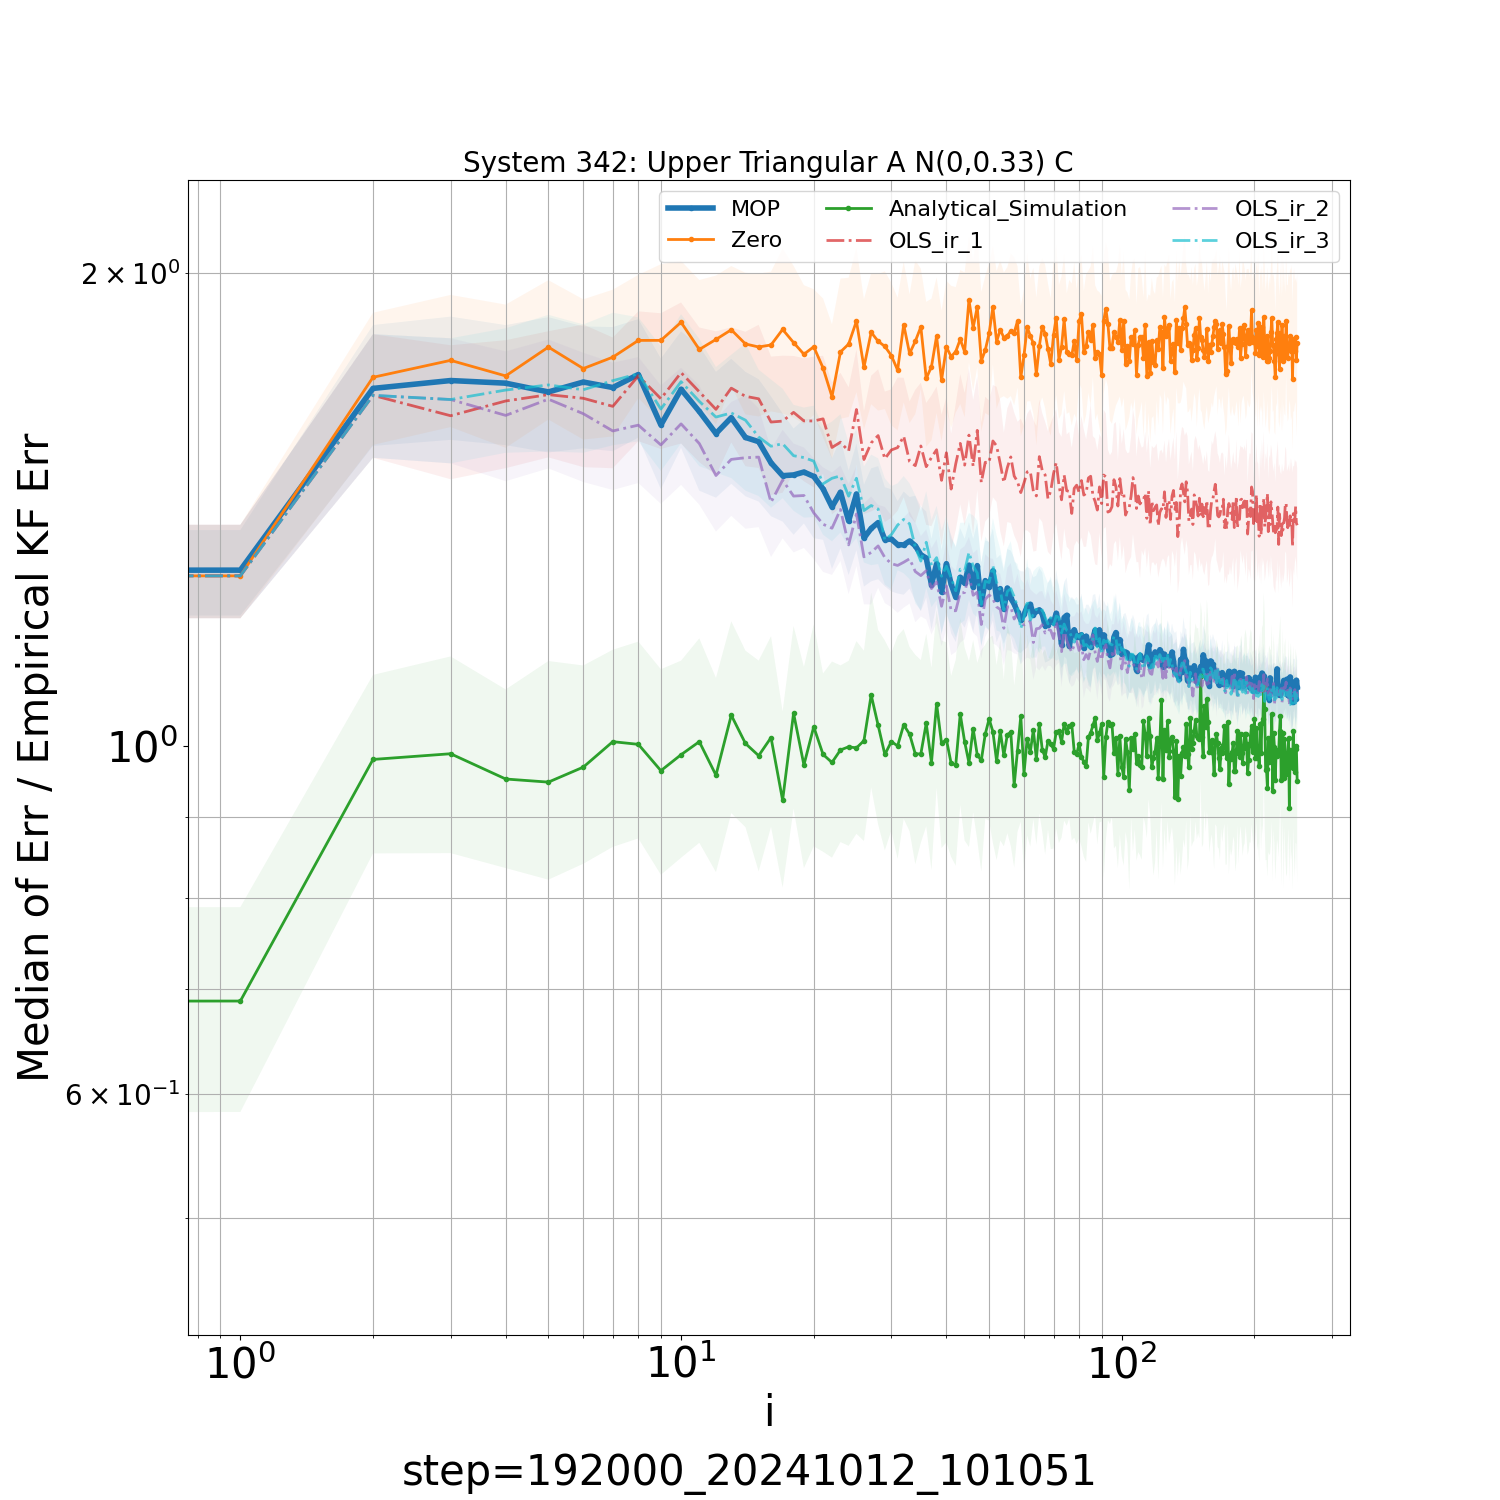 System 342: Upper Triangular A N(0,0.33) C
MOP
Zero
Analytical_Simulation
OLS_ir_1
OLS_ir_2
OLS_ir_3
Median of Err / Empirical KF Err
2 × 10⁰
10⁰
6 × 10⁻¹
10⁰ 10¹ 10²
i
step=192000_20241012_101051